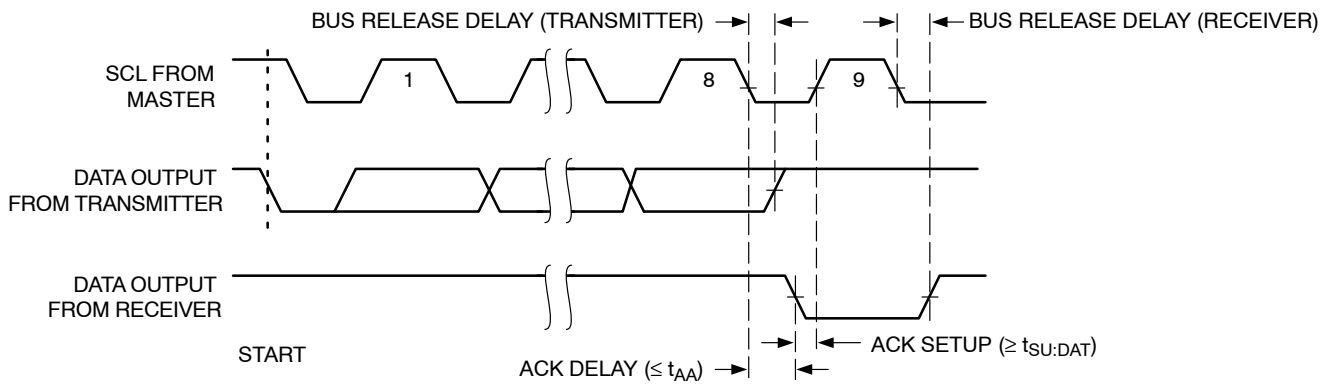 BUS RELEASE DELAY (TRANSMITTER)
BUS RELEASE DELAY (RECEIVER)
SCL FROM
MASTER
1
8
9
DATA OUTPUT
FROM TRANSMITTER
DATA OUTPUT
FROM RECEIVER
START
ACK SETUP (≥ tSU:DAT)
ACK DELAY (≤ tAA)